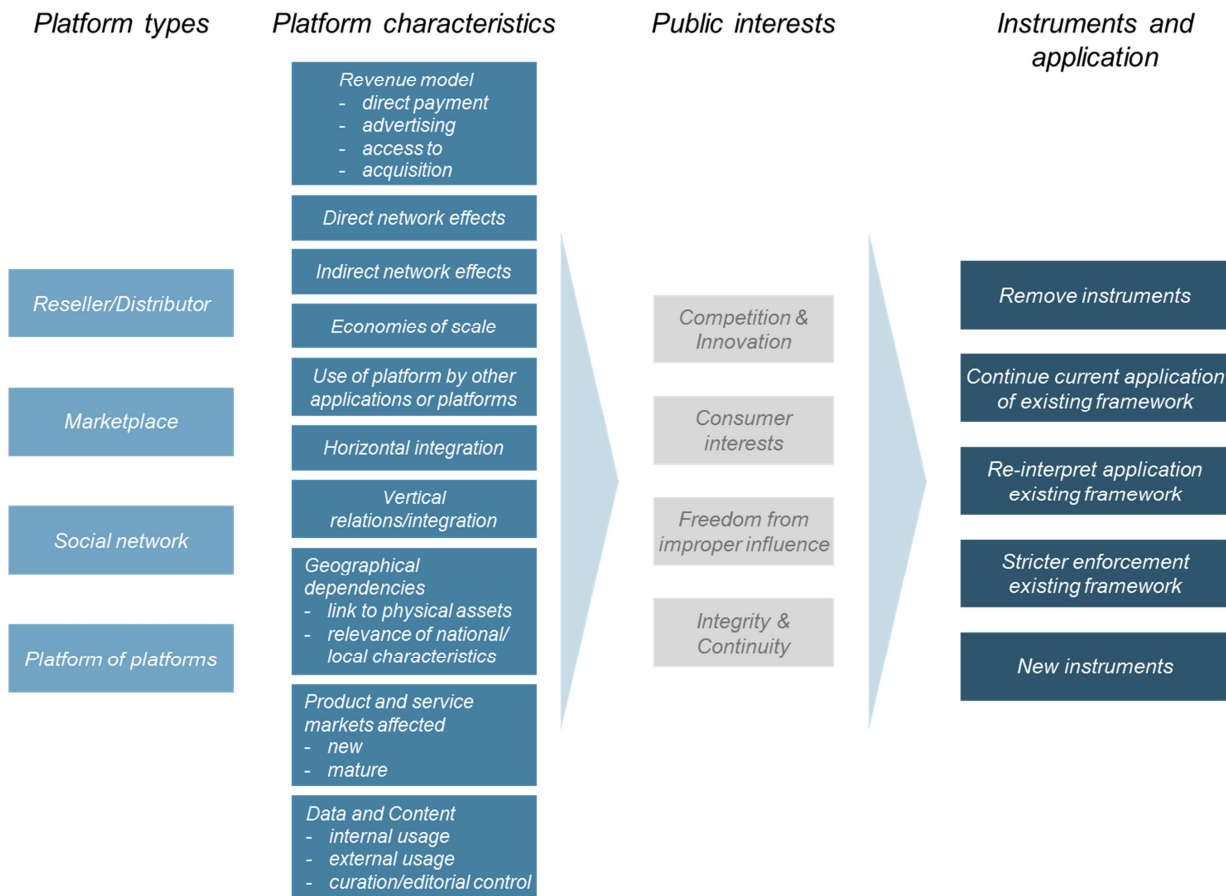 Platform types
Platform characteristics
Public interests
Instruments and
application
Reseller/Distributor
Marketplace
Social network
Platform of platforms
Revenue model
- direct payment
- advertising
- access to
- acquisition
Direct network effects
Indirect network effects
Economies of scale
Use of platform by other
applications or platforms
Horizontal integration
Vertical
relations/integration
Geographical
dependencies
- link to physical assets
- relevance of national/
local characteristics
Product and service
markets affected
- new
- mature
Data and Content
- internal usage
- external usage
- curation/editorial control
Competition &
Innovation
Consumer
interests
Freedom from
improper influence
Integrity &
Continuity
Remove instruments
Continue current application
of existing framework
Re-interpret application
existing framework
Stricter enforcement
existing framework
New instruments